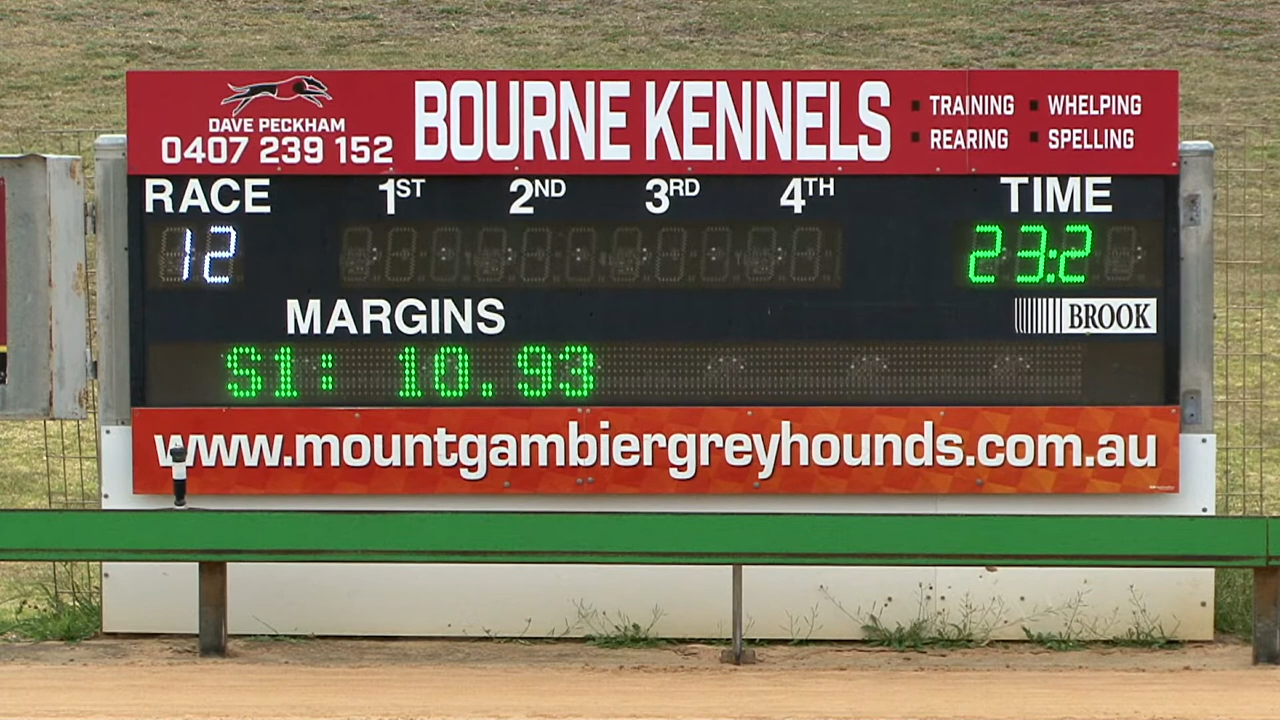 DAVE PECKHAM
0407 239 152
BOURNE KENNELS
TRAINING WHELPING
REARING SPELLING
RACE 1ST 2ND 3RD 4TH TIME
12 23:2
MARGINS
BROOK
S1: 10.93
www.mountgambiergreyhounds.com.au